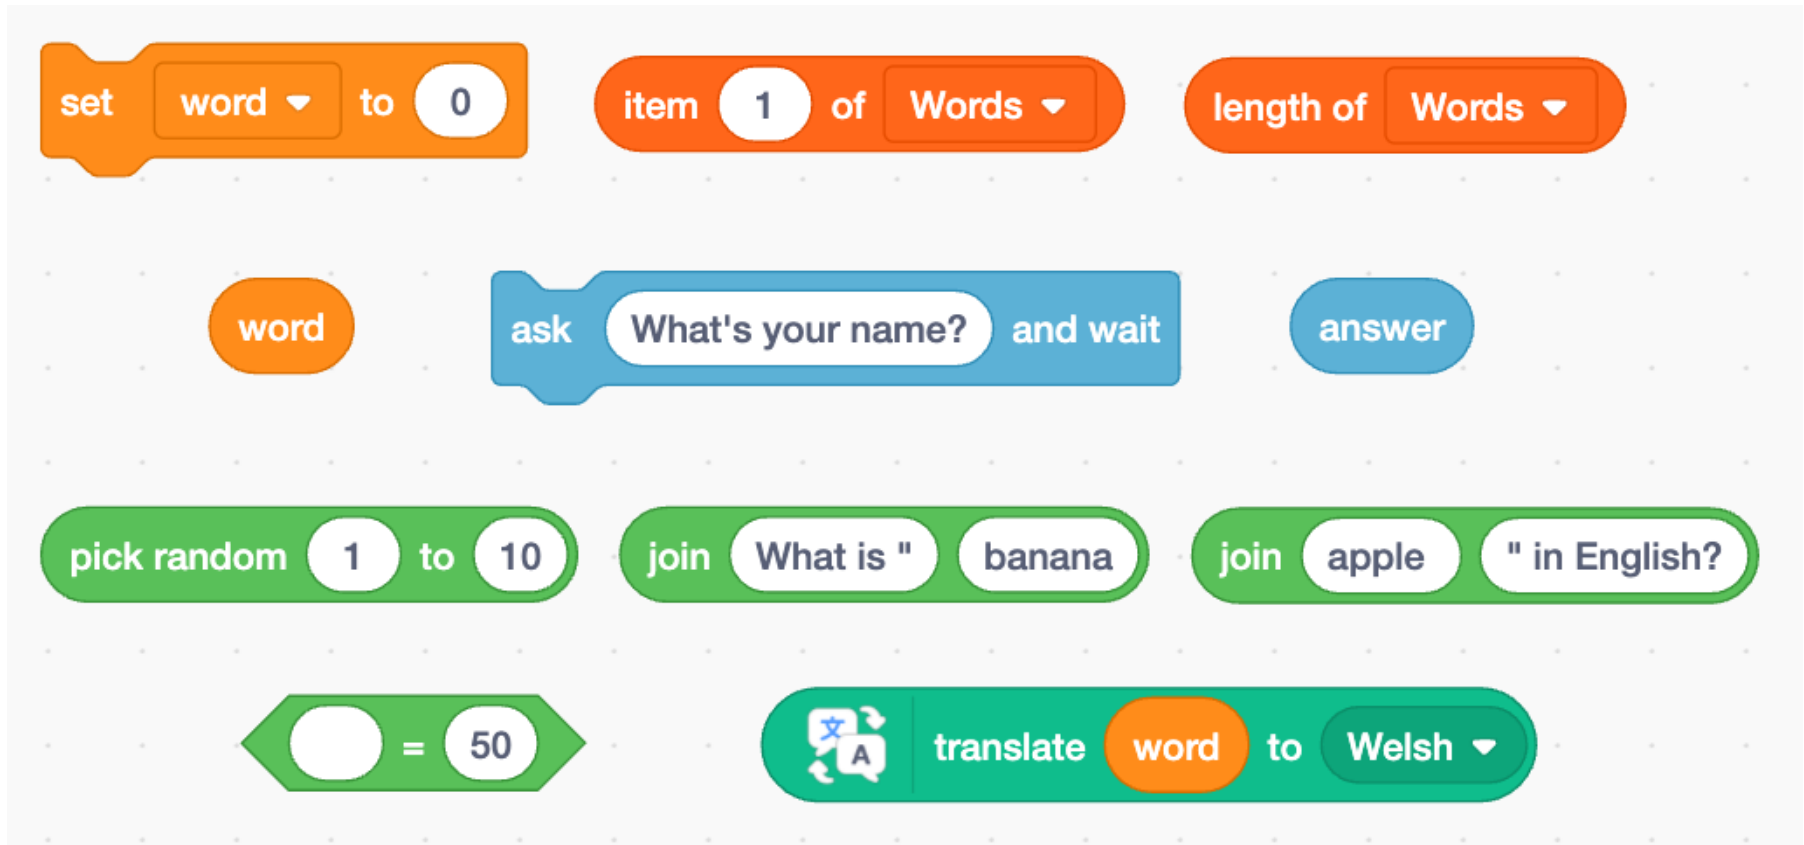 set word to 0 item 1 of Words length of Words
word ask What's your name? and wait answer
pick random 1 to 10 join What is " banana join apple " in English?
= 50 文 A translate word to Welsh